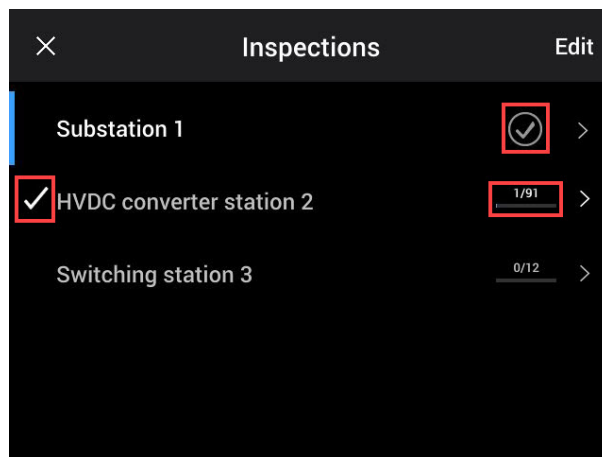 Inspections Edit
Substation 1
HVDC converter station 2 1/91
Switching station 3 0/12